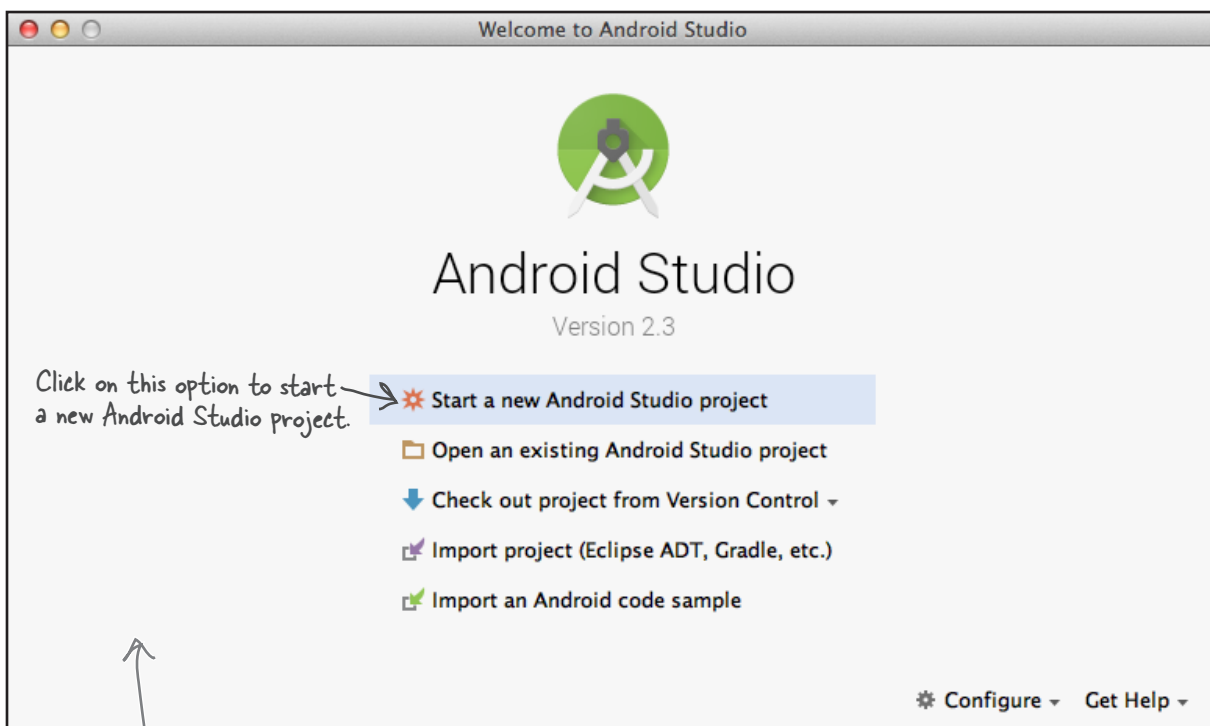 Welcome to Android Studio
Android Studio
Version 2.3
Click on this option to start
a new Android Studio project.
Start a new Android Studio project
Open an existing Android Studio project
Check out project from Version Control
Import project (Eclipse ADT, Gradle, etc.)
Import an Android code sample
Configure
Get Help